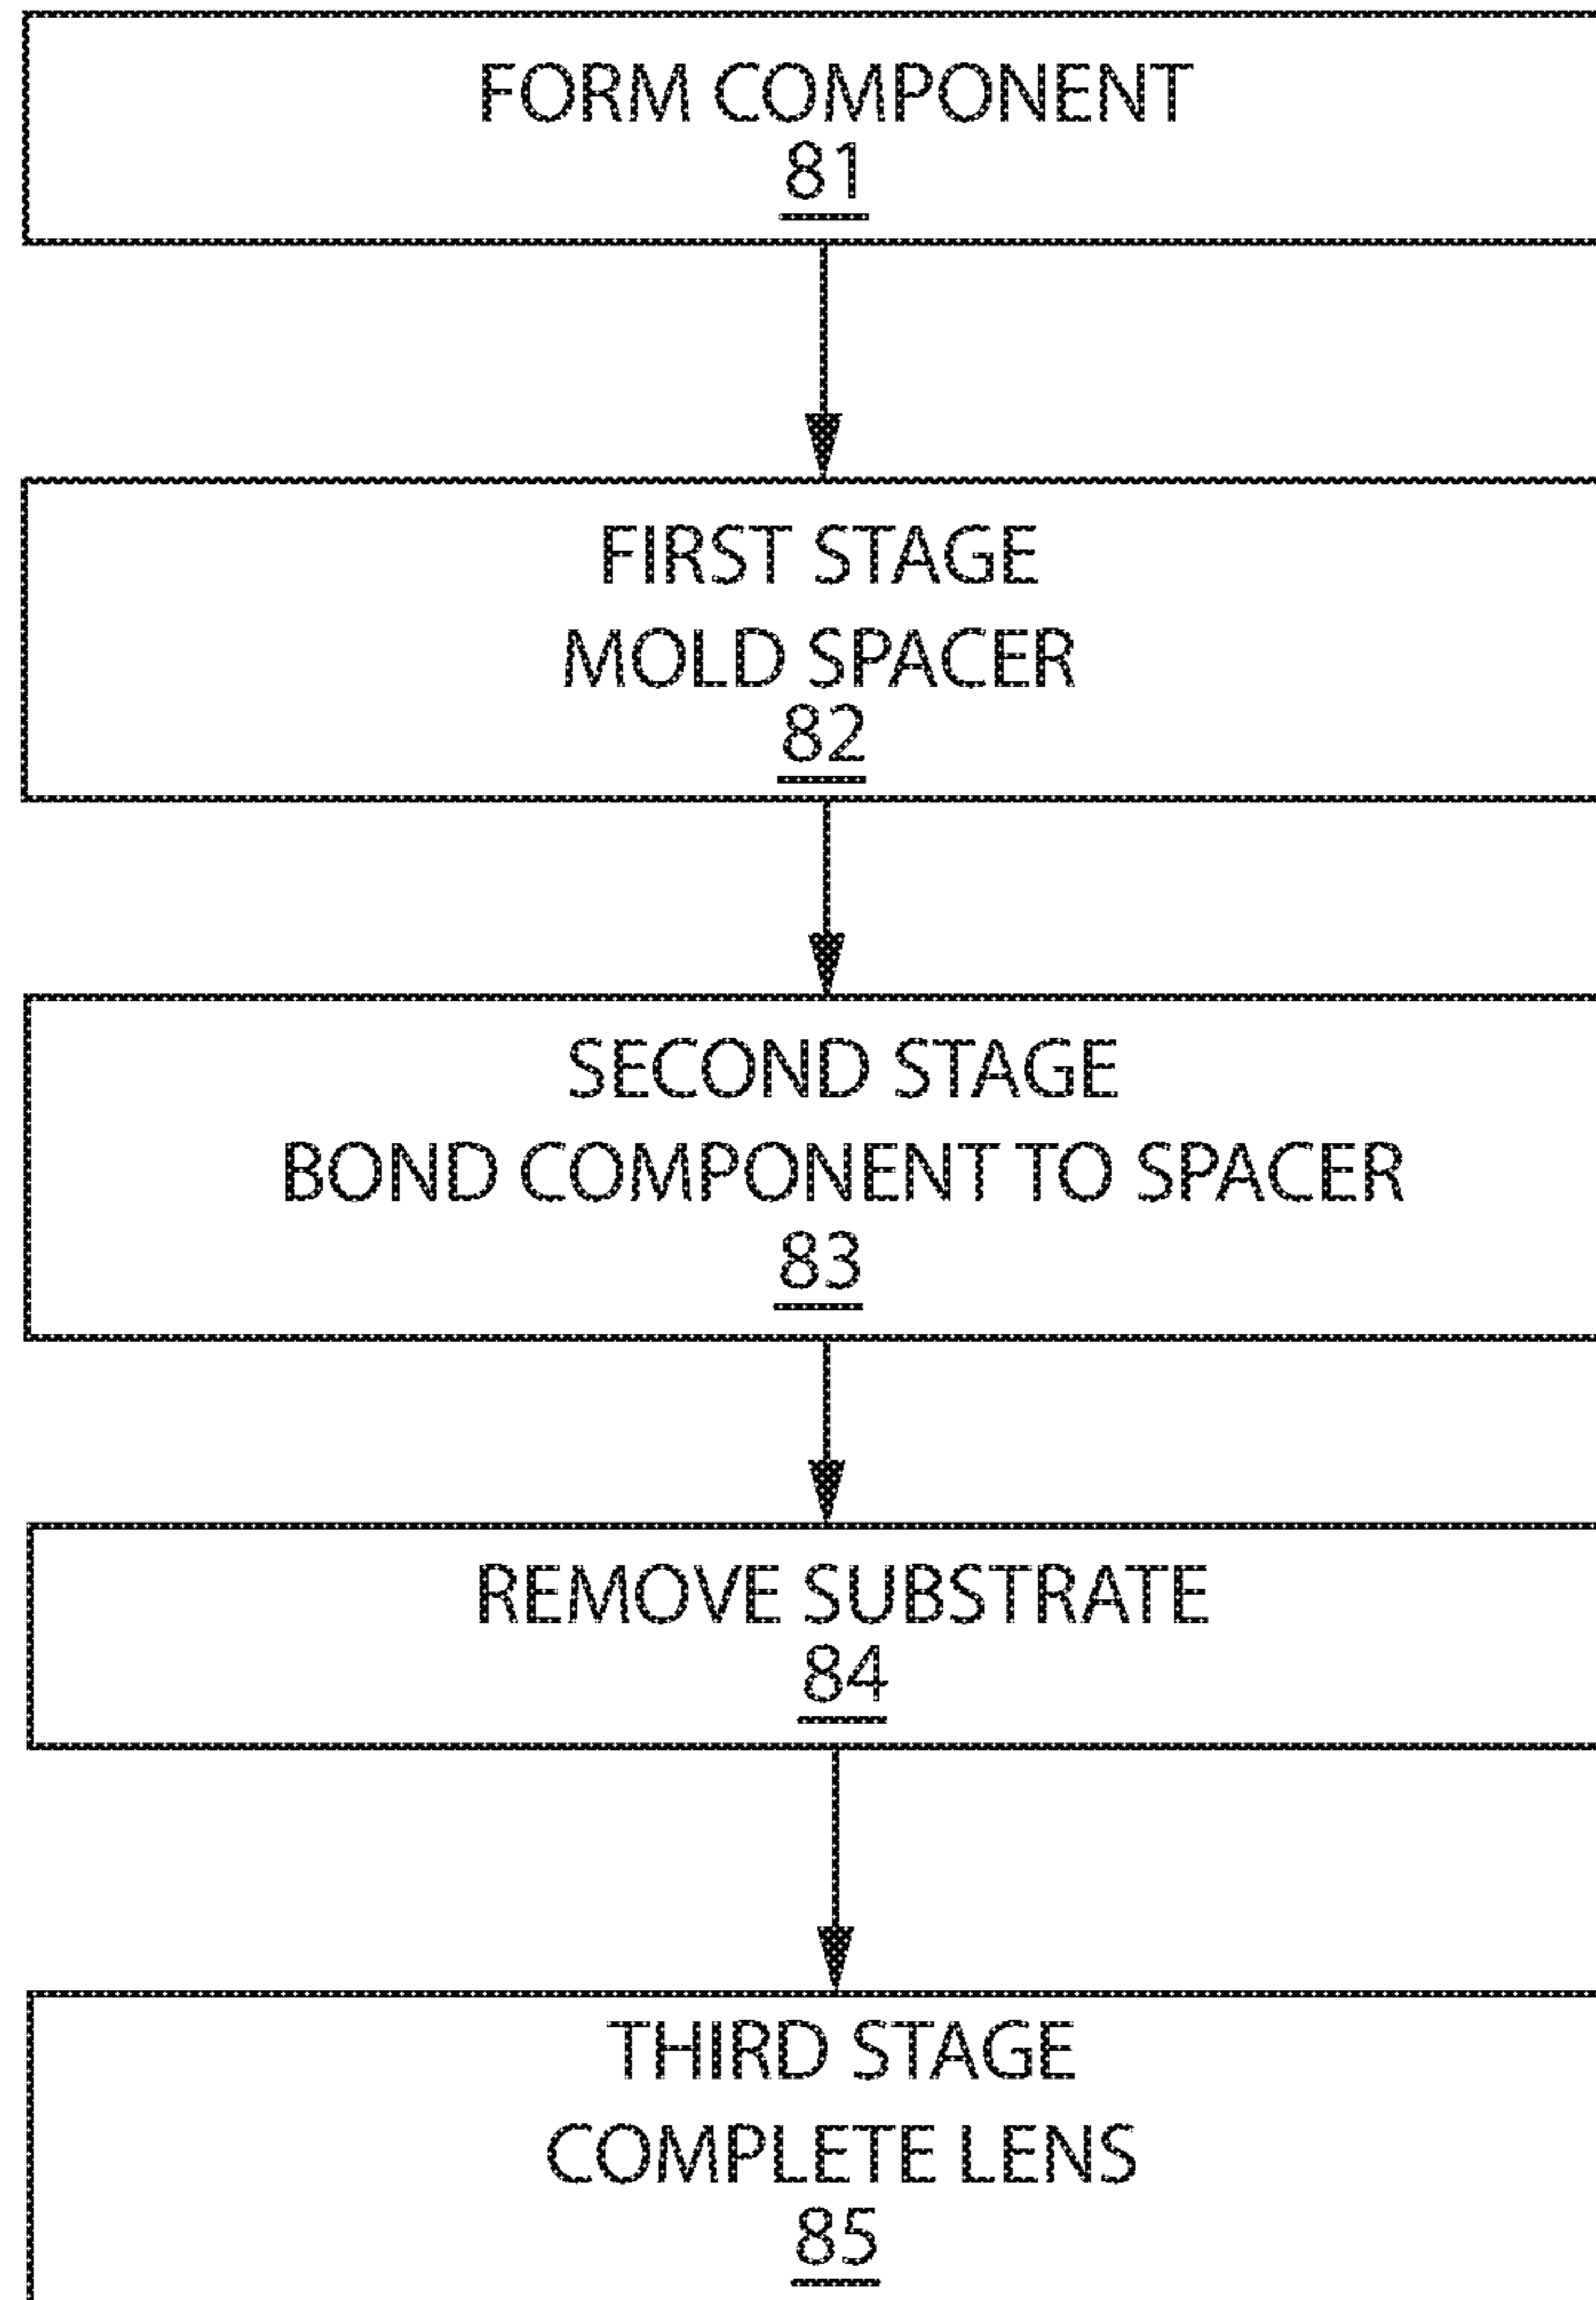 FORM COMPONENT
81
FIRST STAGE
MOLD SPACER
82
SECOND STAGE
BOND COMPONENT TO SPACER
83
REMOVE SUBSTRATE
84
THIRD STAGE
COMPLETE LENS
85